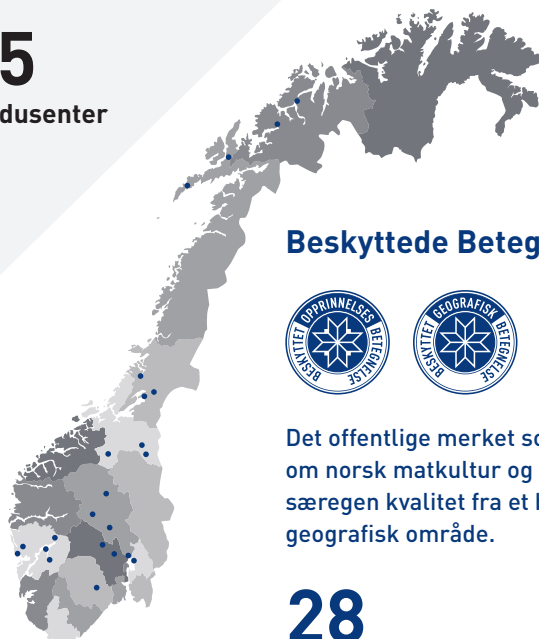 5
dusenter
Beskyttede Beteg
BESKYTTET OPPRINNELSES BETEGNELSE
BESKYTTET GEOGRAFISK BETEGNELSE
Det offentlige merket so
om norsk matkultur og
særegen kvalitet fra et
geografisk område.
28